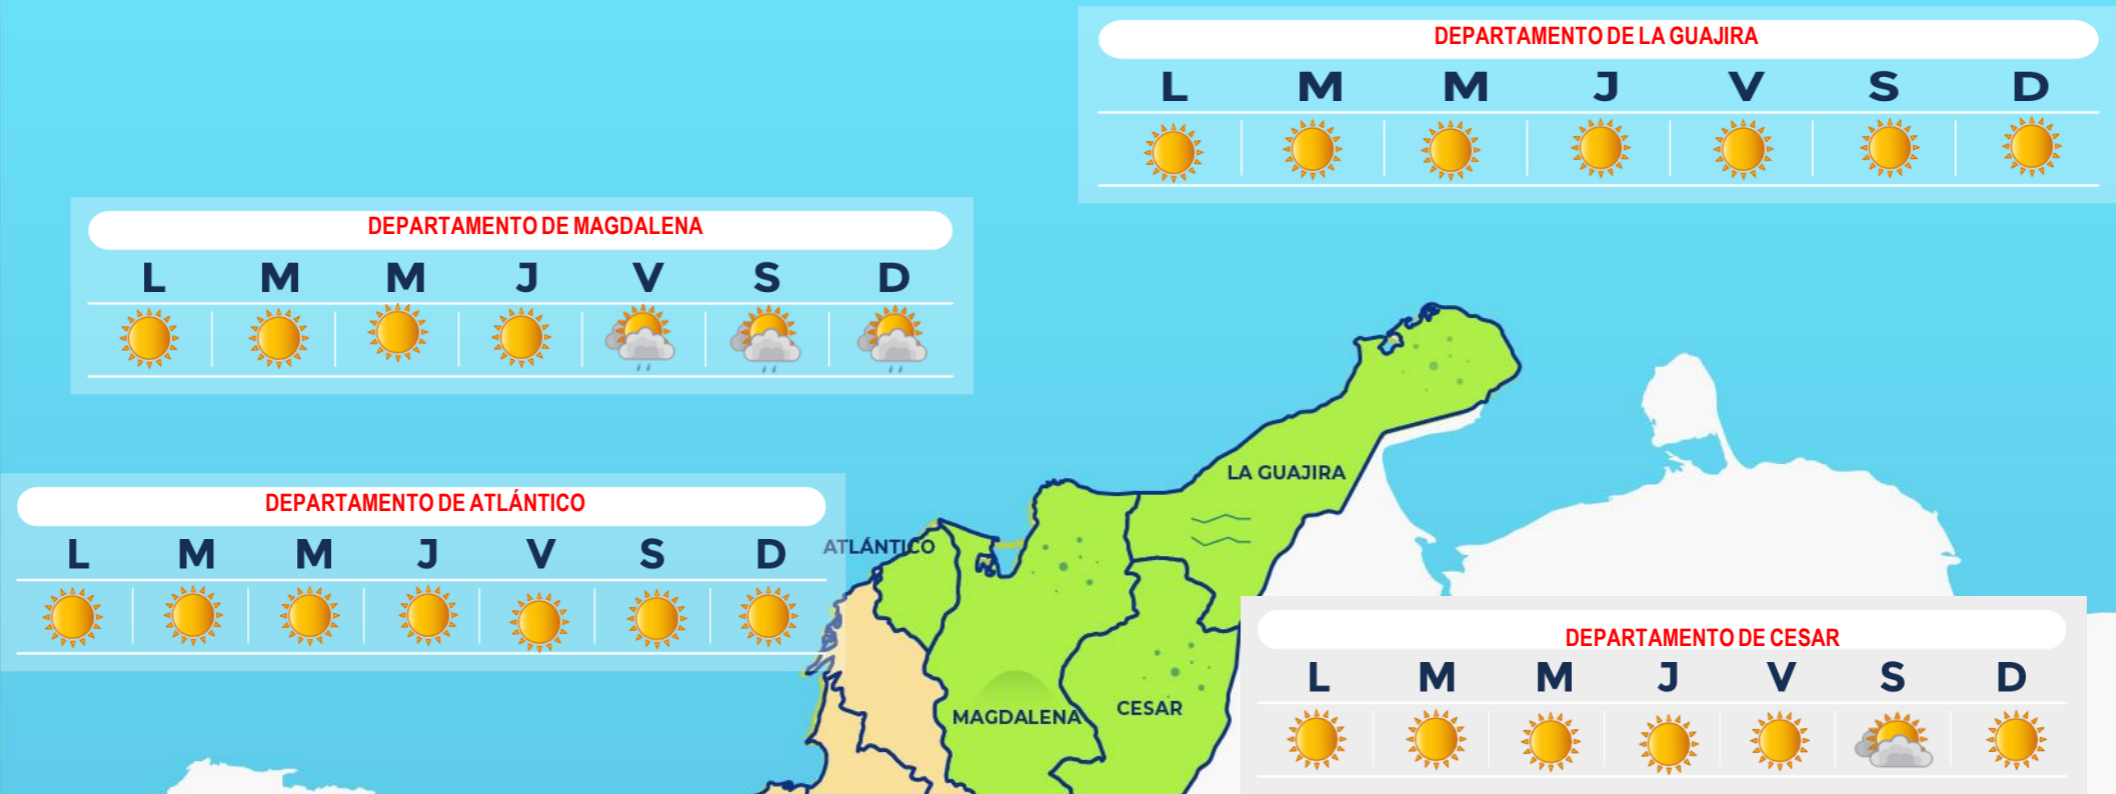 DEPARTAMENTO DE LA GUAJIRA
L M M J V S D
DEPARTAMENTO DE MAGDALENA
L M M J V S D
LA GUAJIRA
DEPARTAMENTO DE ATLÁNTICO
L M M J V S D
ATLÁNTICO
DEPARTAMENTO DE CESAR
L M M J V S D
MAGDALENA
CESAR